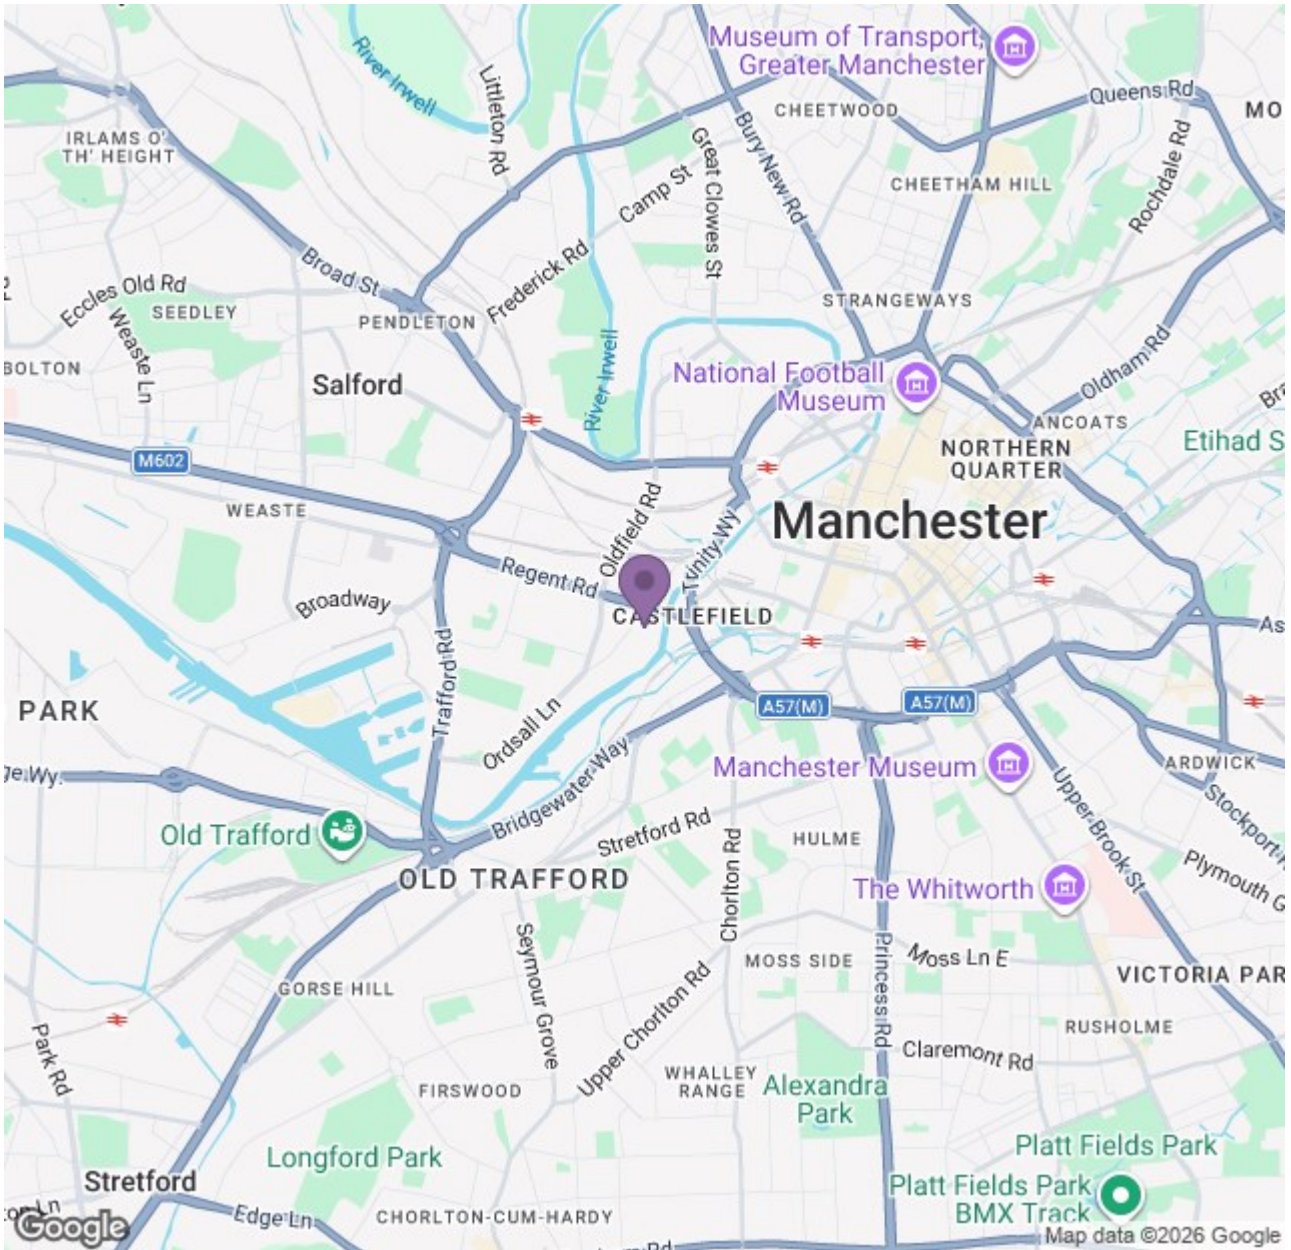 Museum of Transport,
Greater Manchester
River Irwell
Littleton Rd
CHEETWOOD
Queens Rd
MO
IRLAMS O'
TH' HEIGHT
Bury New Rd
Great Clowes St
Rochdale Rd
CHEETHAM HILL
Camp St
Broad St
Frederick Rd
Eccles Old Rd
SEEDLEY
Weaste Ln
PENDLETON
STRANGEWAYS
BOLTON
Salford
River Irwell
National Football
Museum
Oldham Rd
Bra
ANCOATS
NORTHERN
QUARTER
Etihad S
M602
WEASTE
Oldfield Rd
Manchester
Trinity Wy
Regent Rd
Broadway
CASTLEFIELD
As
Trafford Rd
PARK
Ordsall Ln
A57(M)
A57(M)
ge Wy.
Bridgewater Way
Manchester Museum
ARDWICK
Upper Brook St
Stockport R
Old Trafford
Stretford Rd
HULME
Chorlton Rd
Plymouth G
OLD TRAFFORD
The Whitworth
Seymour Grove
Princess Rd
MOSS SIDE
Moss Ln E
VICTORIA PAR
GORSE HILL
Upper Chorlton Rd
Park Rd
RUSHOLME
Claremont Rd
FIRSWOOD
WHALLEY
RANGE
Alexandra
Park
Longford Park
Platt Fields Park
Stretford
Platt Fields Park
BMX Track
Edge Ln
CHORLTON-CUM-HARDY
Google
Map data ©2026 Google